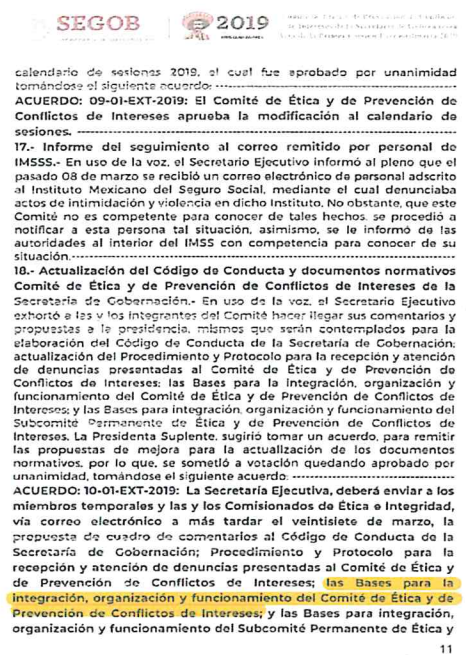 SEGOB
2019
calendario de sesiones 2019, el cual fue aprobado por unanimidad
tomándose el siguiente acuerdo: ------------------------------------
ACUERDO: 09-01-EXT-2019: El Comité de Ética y de Prevención de
Conflictos de Intereses aprueba la modificación al calendario de
sesiones. ------------------------------------------------------------
17.- Informe del seguimiento al correo remitido por personal de
IMSSS.- En uso de la voz, el Secretario Ejecutivo informó al pleno que el
pasado 08 de marzo se recibió un correo electrónico de personal adscrito
al Instituto Mexicano del Seguro Social, mediante el cual denunciaba
actos de intimidación y violencia en dicho Instituto. No obstante, que este
Comité no es competente para conocer de tales hechos, se procedió a
notificar a esta persona tal situación, asimismo, se le informó de las
autoridades al interior del IMSS con competencia para conocer de su
situación.------------------------------------------------------------
18.- Actualización del Código de Conducta y documentos normativos
Comité de Ética y de Prevención de Conflictos de Intereses de la
Secretaría de Gobernación.- En uso de la voz, el Secretario Ejecutivo
exhortó a las y los integrantes del Comité hacer llegar sus comentarios y
propuestas a la presidencia, mismos que serán contemplados para la
elaboración del Código de Conducta de la Secretaría de Gobernación;
actualización del Procedimiento y Protocolo para la recepción y atención
de denuncias presentadas al Comité de Ética y de Prevención de
Conflictos de Intereses; las Bases para la integración, organización y
funcionamiento del Comité de Ética y de Prevención de Conflictos de
Intereses; y las Bases para integración, organización y funcionamiento del
Subcomité Permanente de Ética y de Prevención de Conflictos de
Intereses. La Presidenta Suplente, sugirió tomar un acuerdo, para remitir
las propuestas de mejora para la actualización de los documentos
normativos, por lo que, se sometió a votación quedando aprobado por
unanimidad, tomándose el siguiente acuerdo: ------------------------
ACUERDO: 10-01-EXT-2019: La Secretaría Ejecutiva, deberá enviar a los
miembros temporales y las y los Comisionados de Ética e Integridad,
vía correo electrónico a más tardar el veintisiete de marzo, la
propuesta de cuadro de comentarios al Código de Conducta de la
Secretaría de Gobernación; Procedimiento y Protocolo para la
recepción y atención de denuncias presentadas al Comité de Ética y
de Prevención de Conflictos de Intereses; las Bases para la
integración, organización y funcionamiento del Comité de Ética y de
Prevención de Conflictos de Intereses; y las Bases para integración,
organización y funcionamiento del Subcomité Permanente de Ética y
11